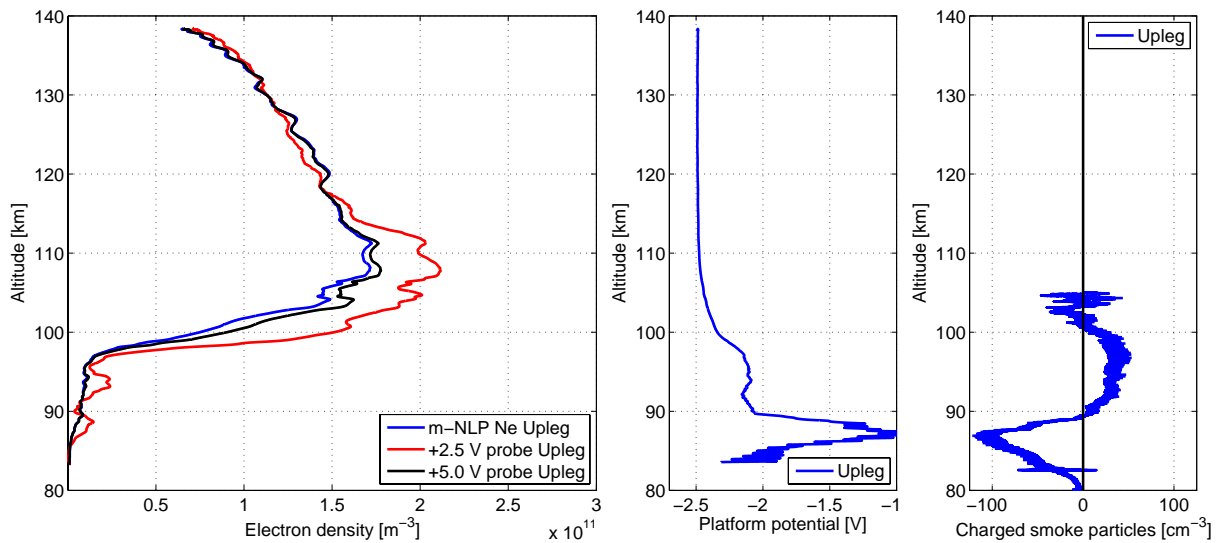 140
130
120
110
100
90
80
Altitude [km]
0.5
1
1.5
2
2.5
3
x 10^11
Electron density [m^−3]
m−NLP Ne Upleg
+2.5 V probe Upleg
+5.0 V probe Upleg
140
130
120
110
100
90
80
Altitude [km]
−2.5
−2
−1.5
−1
Platform potential [V]
Upleg
140
130
120
110
100
90
80
Altitude [km]
−100
0
100
Charged smoke particles [cm^−3]
Upleg